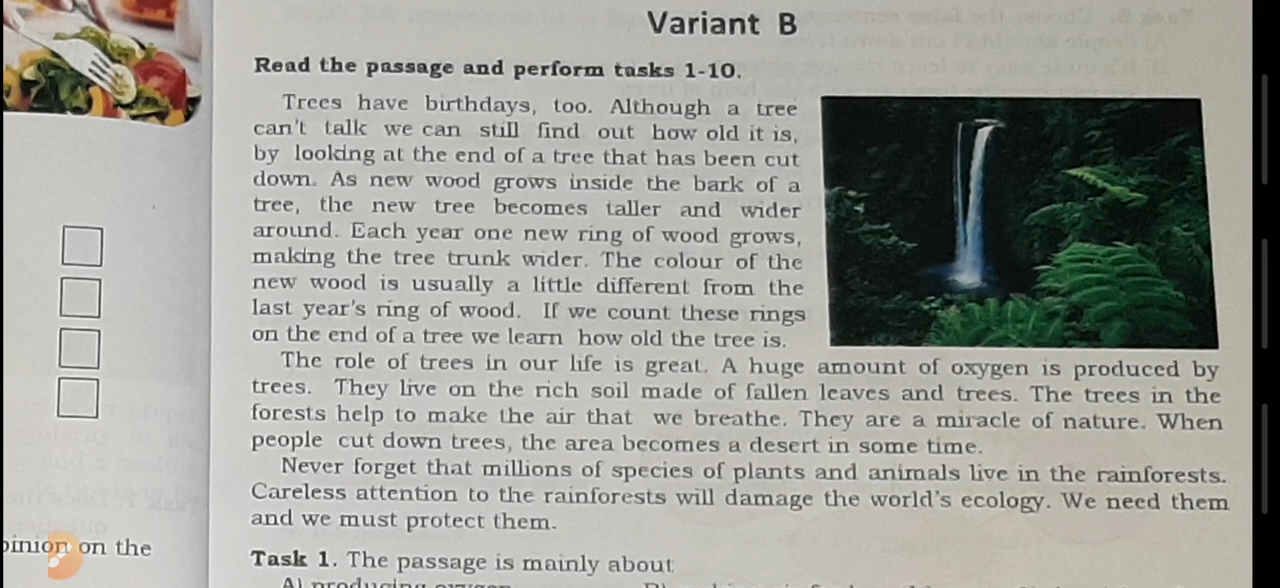 Variant B
Read the passage and perform tasks 1-10.
Trees have birthdays, too. Although a tree
can't talk we can still find out how old it is,
by looking at the end of a tree that has been cut
down. As new wood grows inside the bark of a
tree, the new tree becomes taller and wider
around. Each year one new ring of wood grows,
making the tree trunk wider. The colour of the
new wood is usually a little different from the
last year's ring of wood. If we count these rings
on the end of a tree we learn how old the tree is.
The role of trees in our life is great. A huge amount of oxygen is produced by
trees. They live on the rich soil made of fallen leaves and trees. The trees in the
forests help to make the air that we breathe. They are a miracle of nature. When
people cut down trees, the area becomes a desert in some time.
Never forget that millions of species of plants and animals live in the rainforests.
Careless attention to the rainforests will damage the world's ecology. We need them
and we must protect them.
on the
Task 1. The passage is mainly about
A) producing oxygen